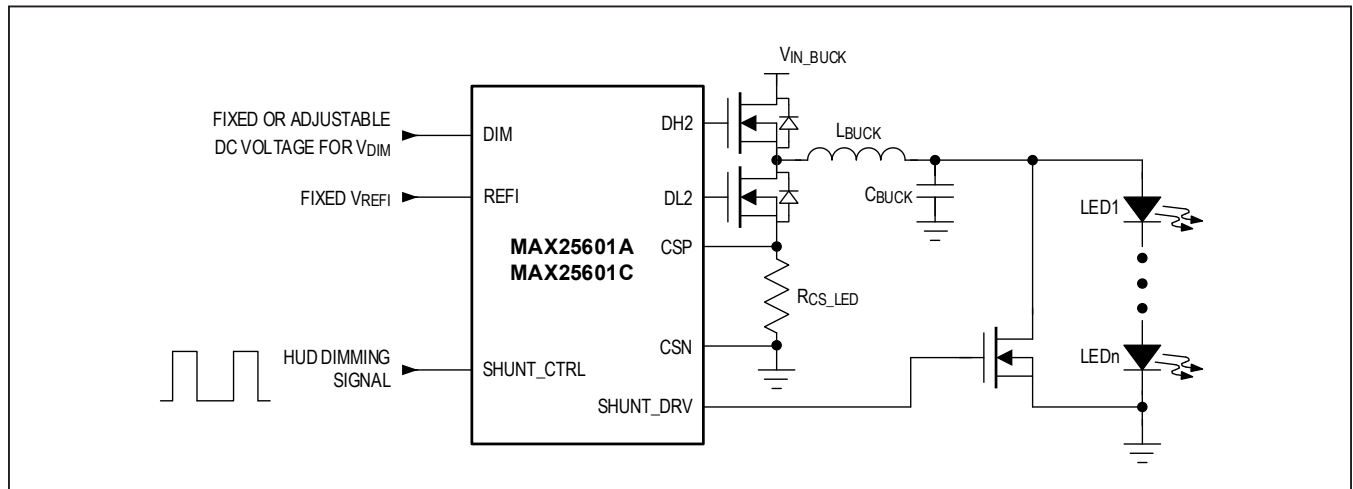 VIN_BUCK
FIXED OR ADJUSTABLE
DC VOLTAGE FOR VDIM
DIM
DH2
LBUCK
FIXED VREFI
REFI
DL2
CBUCK
LED1
MAX25601A
MAX25601C
CSP
RCS_LED
HUD DIMMING
SIGNAL
SHUNT_CTRL
CSN
LEDn
SHUNT_DRV